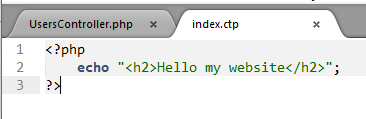 UsersController.php × index.ctp ×
1 <?php
2     echo "<h2>Hello my website</h2>";
3 ?>